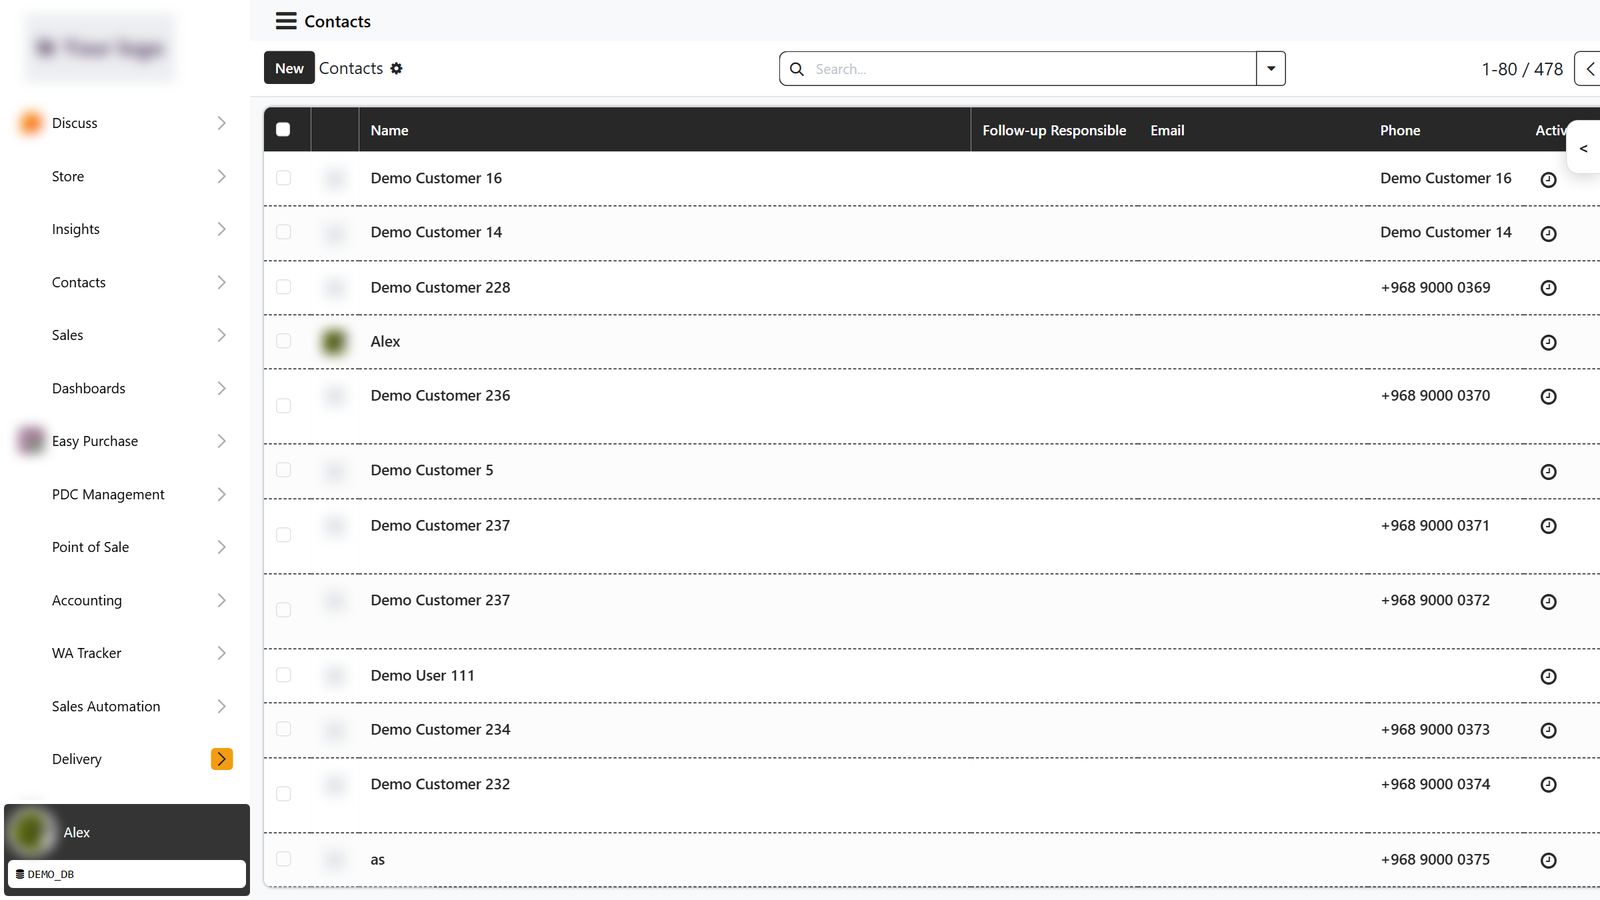 Contacts
New Contacts
Search...
1-80 / 478
Discuss
Store
Insights
Contacts
Sales
Dashboards
Easy Purchase
PDC Management
Point of Sale
Accounting
WA Tracker
Sales Automation
Delivery
Alex
DEMO_DB
Name Follow-up Responsible Email Phone Activ
<
Demo Customer 16 Demo Customer 16
Demo Customer 14 Demo Customer 14
Demo Customer 228 +968 9000 0369
Alex
Demo Customer 236 +968 9000 0370
Demo Customer 5
Demo Customer 237 +968 9000 0371
Demo Customer 237 +968 9000 0372
Demo User 111
Demo Customer 234 +968 9000 0373
Demo Customer 232 +968 9000 0374
as +968 9000 0375